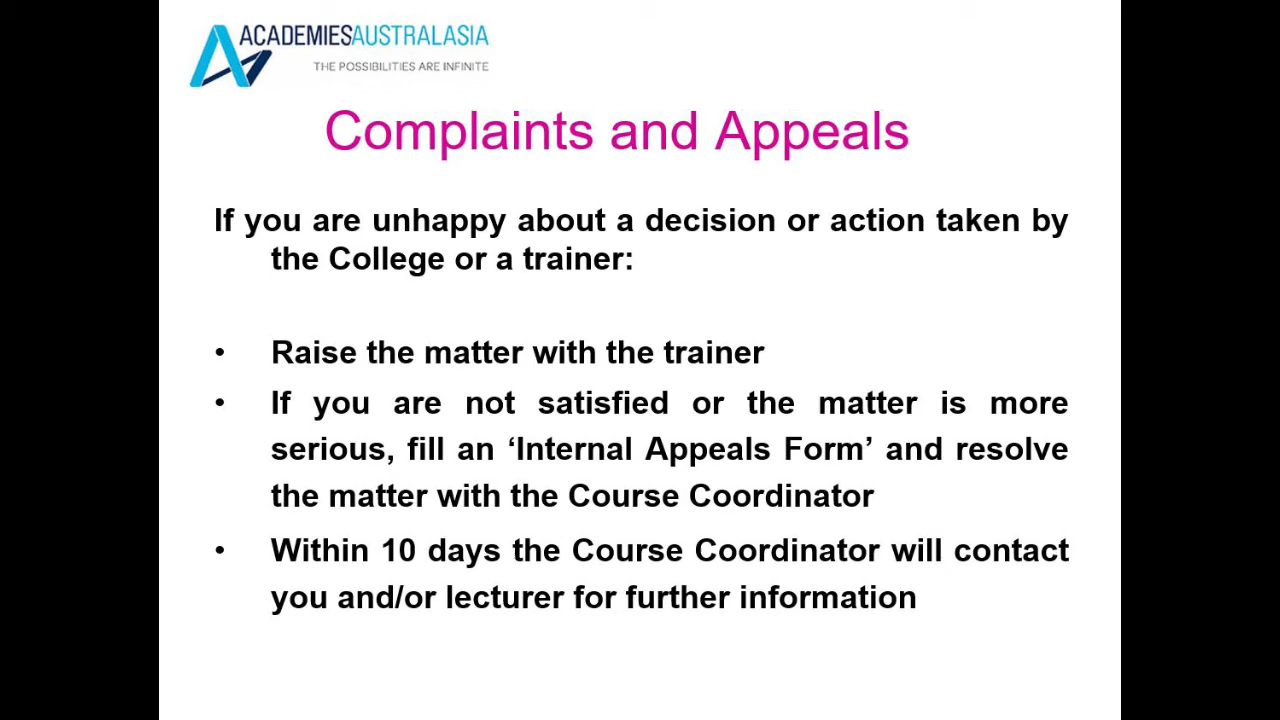 ACADEMIESAUSTRALASIA
THE POSSIBILITIES ARE INFINITE
Complaints and Appeals
If you are unhappy about a decision or action taken by
the College or a trainer:
• Raise the matter with the trainer
• If you are not satisfied or the matter is more
serious, fill an ‘Internal Appeals Form’ and resolve
the matter with the Course Coordinator
• Within 10 days the Course Coordinator will contact
you and/or lecturer for further information